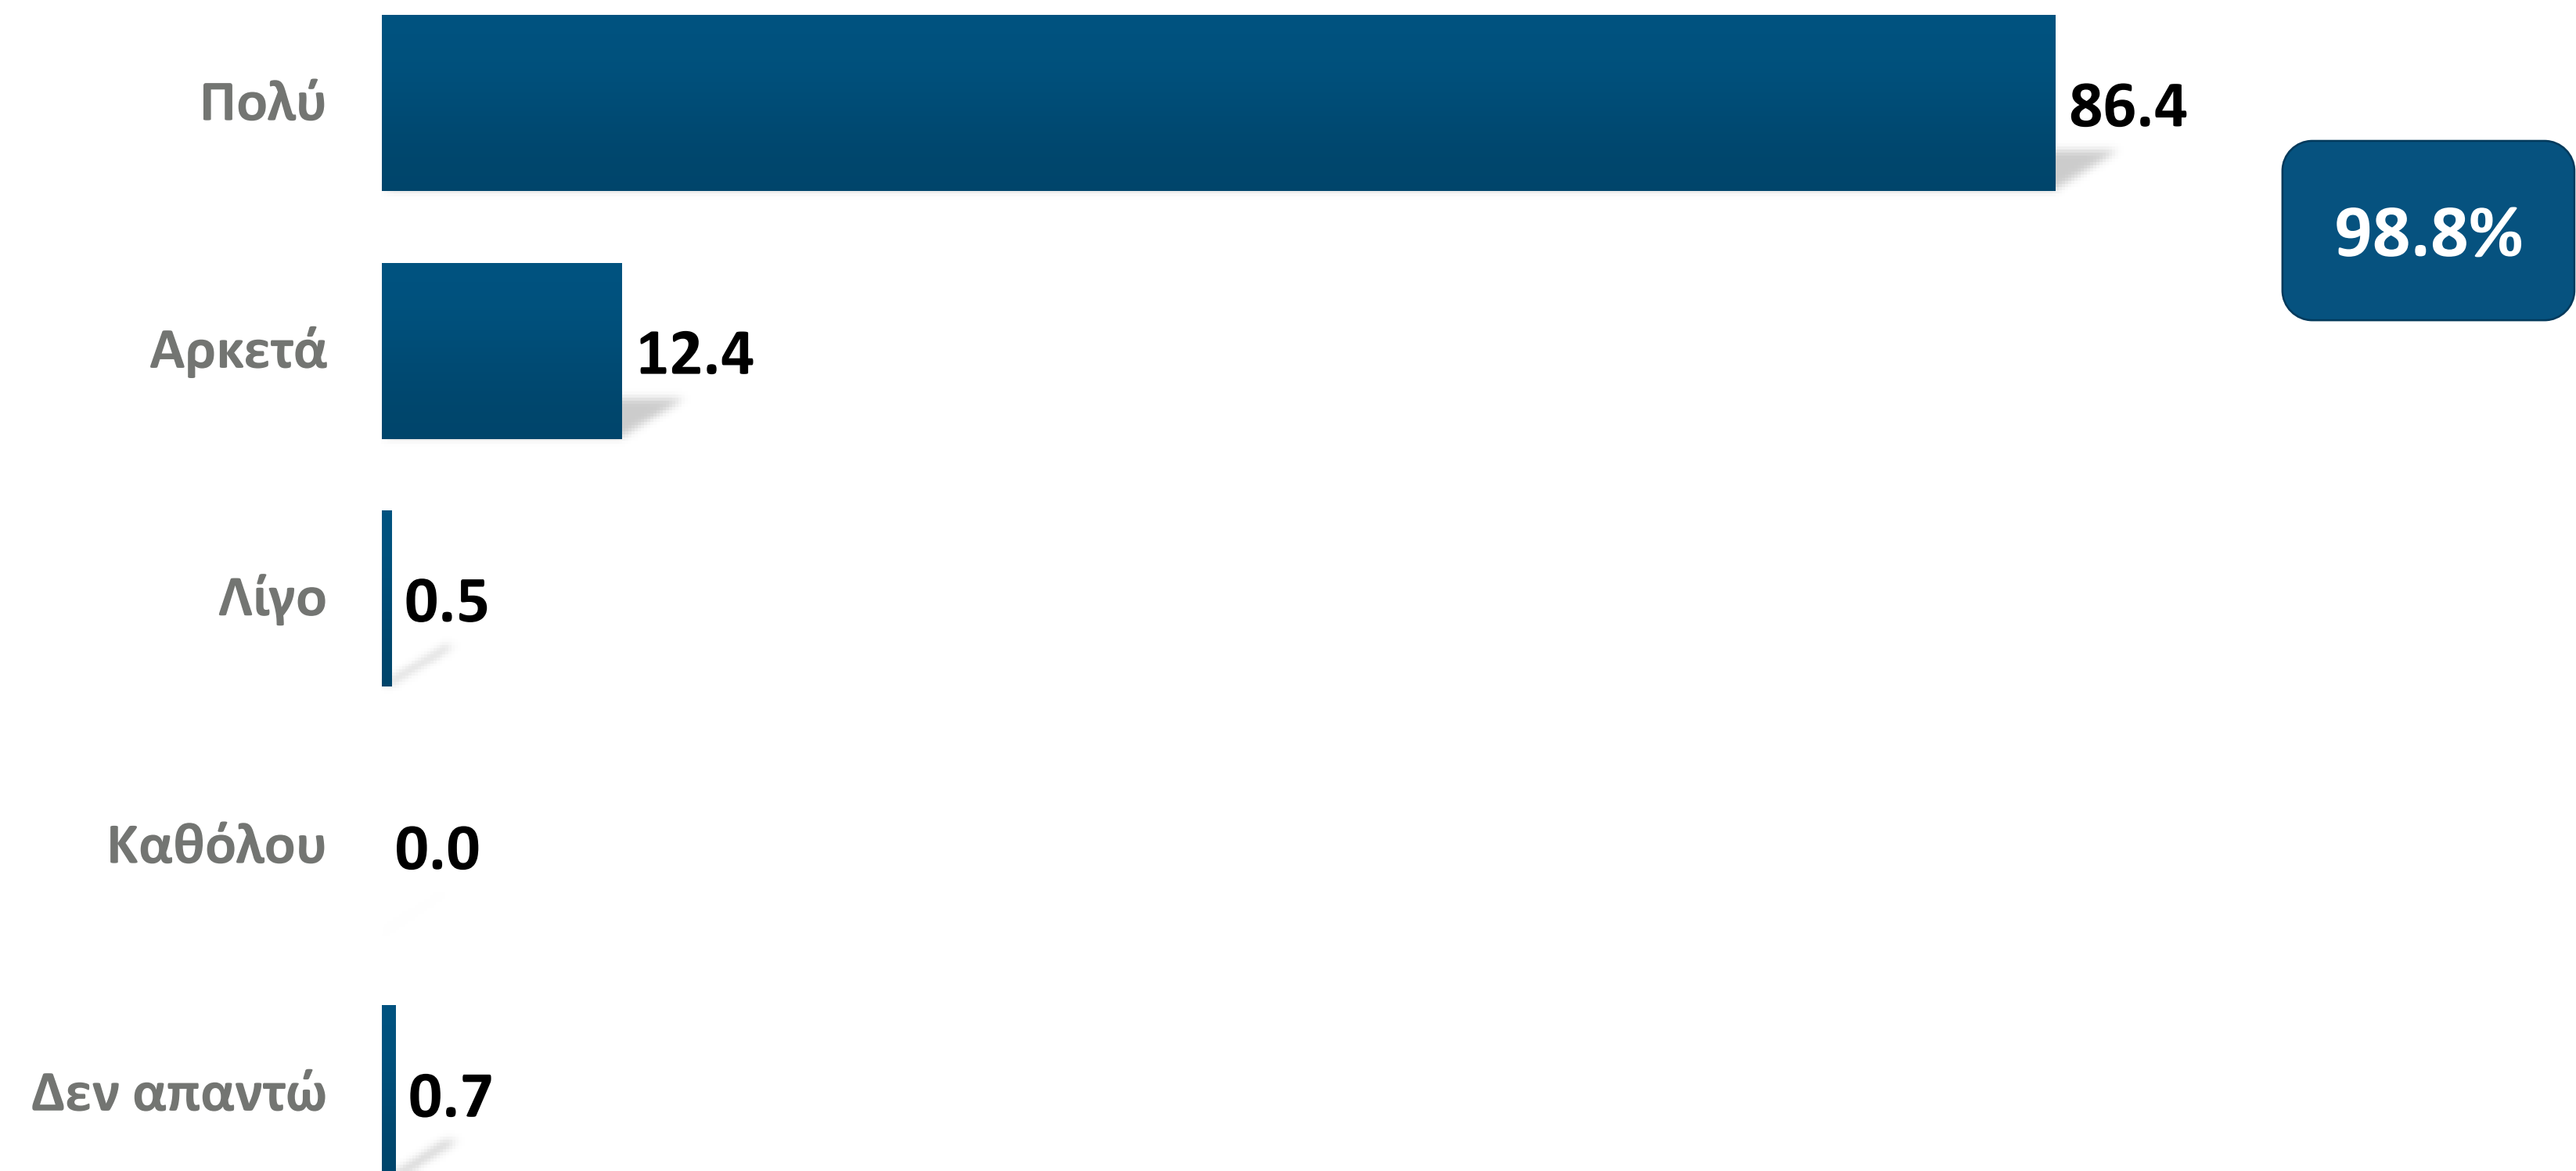 Πολύ 86.4
98.8%
Αρκετά 12.4
Λίγο 0.5
Καθόλου 0.0
Δεν απαντώ 0.7